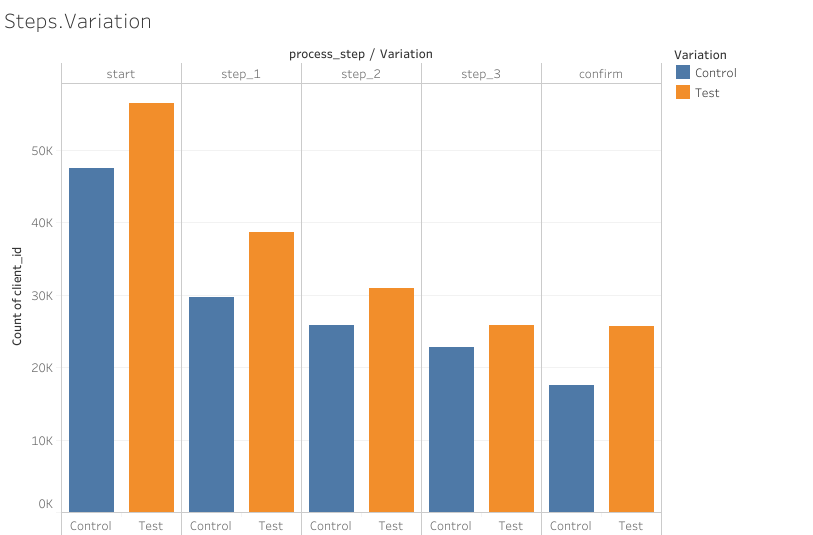 Steps.Variation
process_step / Variation
start step_1 step_2 step_3 confirm
Variation
Control
Test
Count of client_id
50K
40K
30K
20K
10K
0K
Control Test Control Test Control Test Control Test Control Test